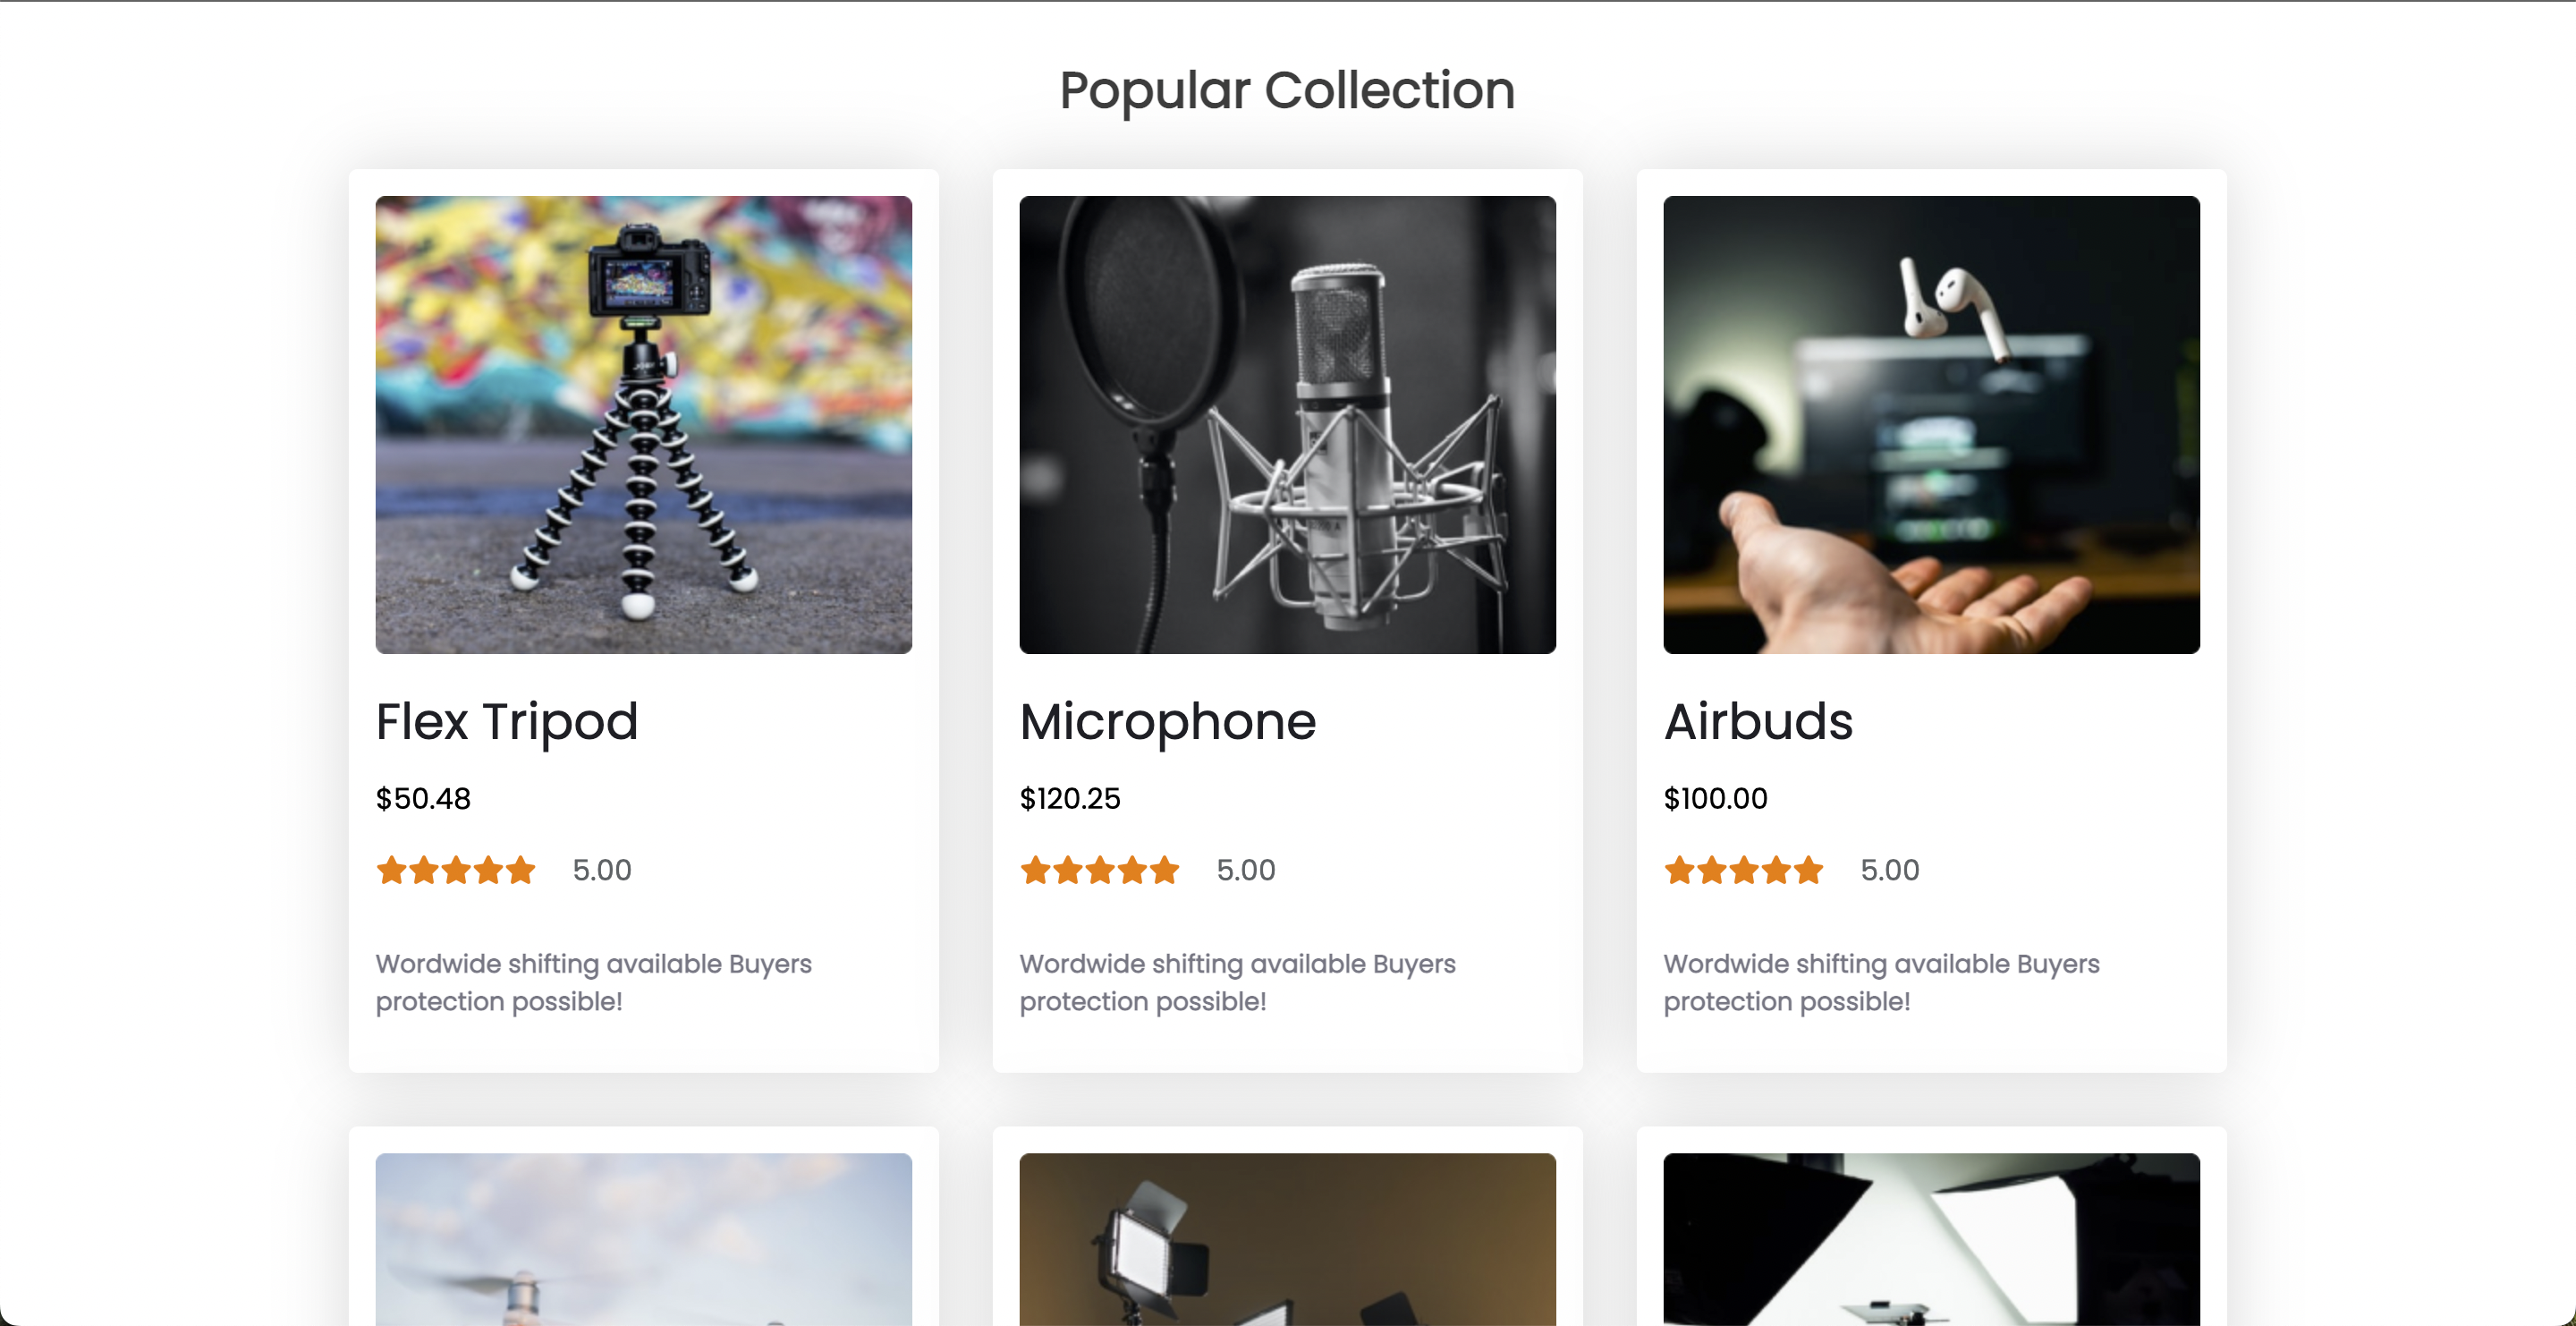 Popular Collection
Flex Tripod
$50.48
5.00
Wordwide shifting available Buyers
protection possible!
Microphone
$120.25
5.00
Wordwide shifting available Buyers
protection possible!
Airbuds
$100.00
5.00
Wordwide shifting available Buyers
protection possible!